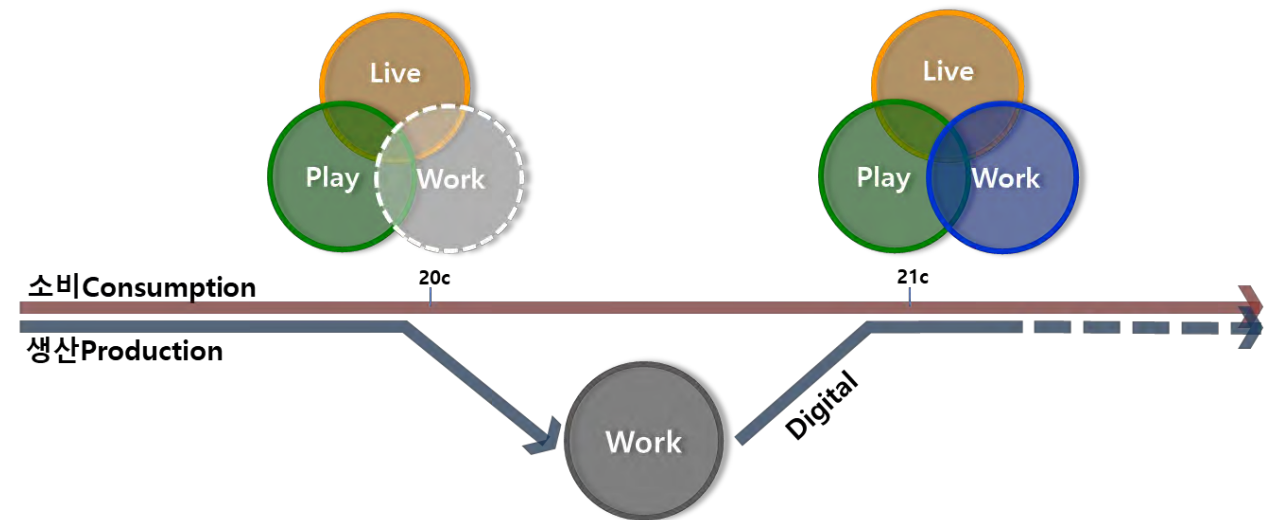 Live
Play
Work
Live
Play
Work
소비Consumption
20c
21c
생산Production
Digital
Work